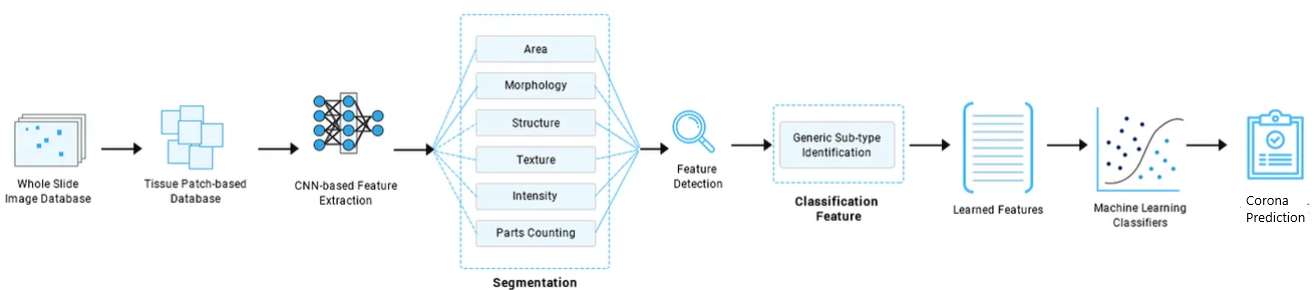 Whole Slide
Image Database
Tissue Patch-based
Database
CNN-based Feature
Extraction
Area
Morphology
Structure
Texture
Intensity
Parts Counting
Segmentation
Feature
Detection
Generic Sub-type
Identification
Classification
Feature
Learned Features
Machine Learning
Classifiers
Corona
Prediction